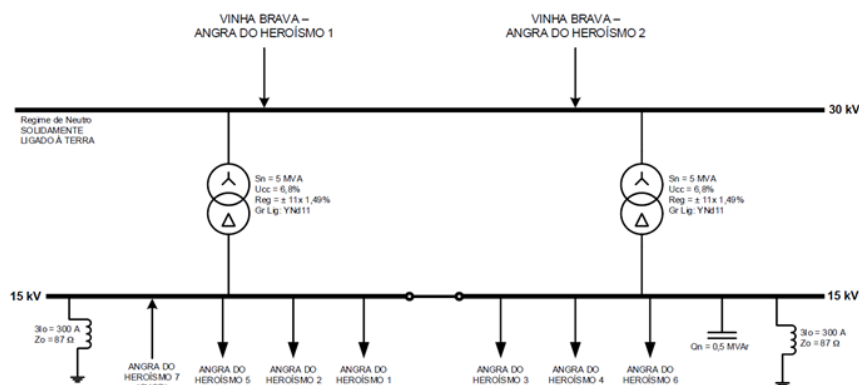 VINHA BRAVA –
ANGRA DO HEROÍSMO 1
VINHA BRAVA –
ANGRA DO HEROÍSMO 2
30 kV
Regime de Neutro
SOLIDAMENTE
LIGADO À TERRA
Sn = 5 MVA
Ucc = 6,8%
Reg = ± 11x 1,49%
Gr Lig: YNd11
Sn = 5 MVA
Ucc = 6,8%
Reg = ± 11x 1,49%
Gr Lig: YNd11
15 kV
15 kV
3Io = 300 A
Zo = 87 Ω
ANGRA DO
HEROÍSMO 7
ANGRA DO
HEROÍSMO 5
ANGRA DO
HEROÍSMO 2
ANGRA DO
HEROÍSMO 1
ANGRA DO
HEROÍSMO 3
ANGRA DO
HEROÍSMO 4
ANGRA DO
HEROÍSMO 6
Qn = 0,5 MVAr
3Io = 300 A
Zo = 87 Ω